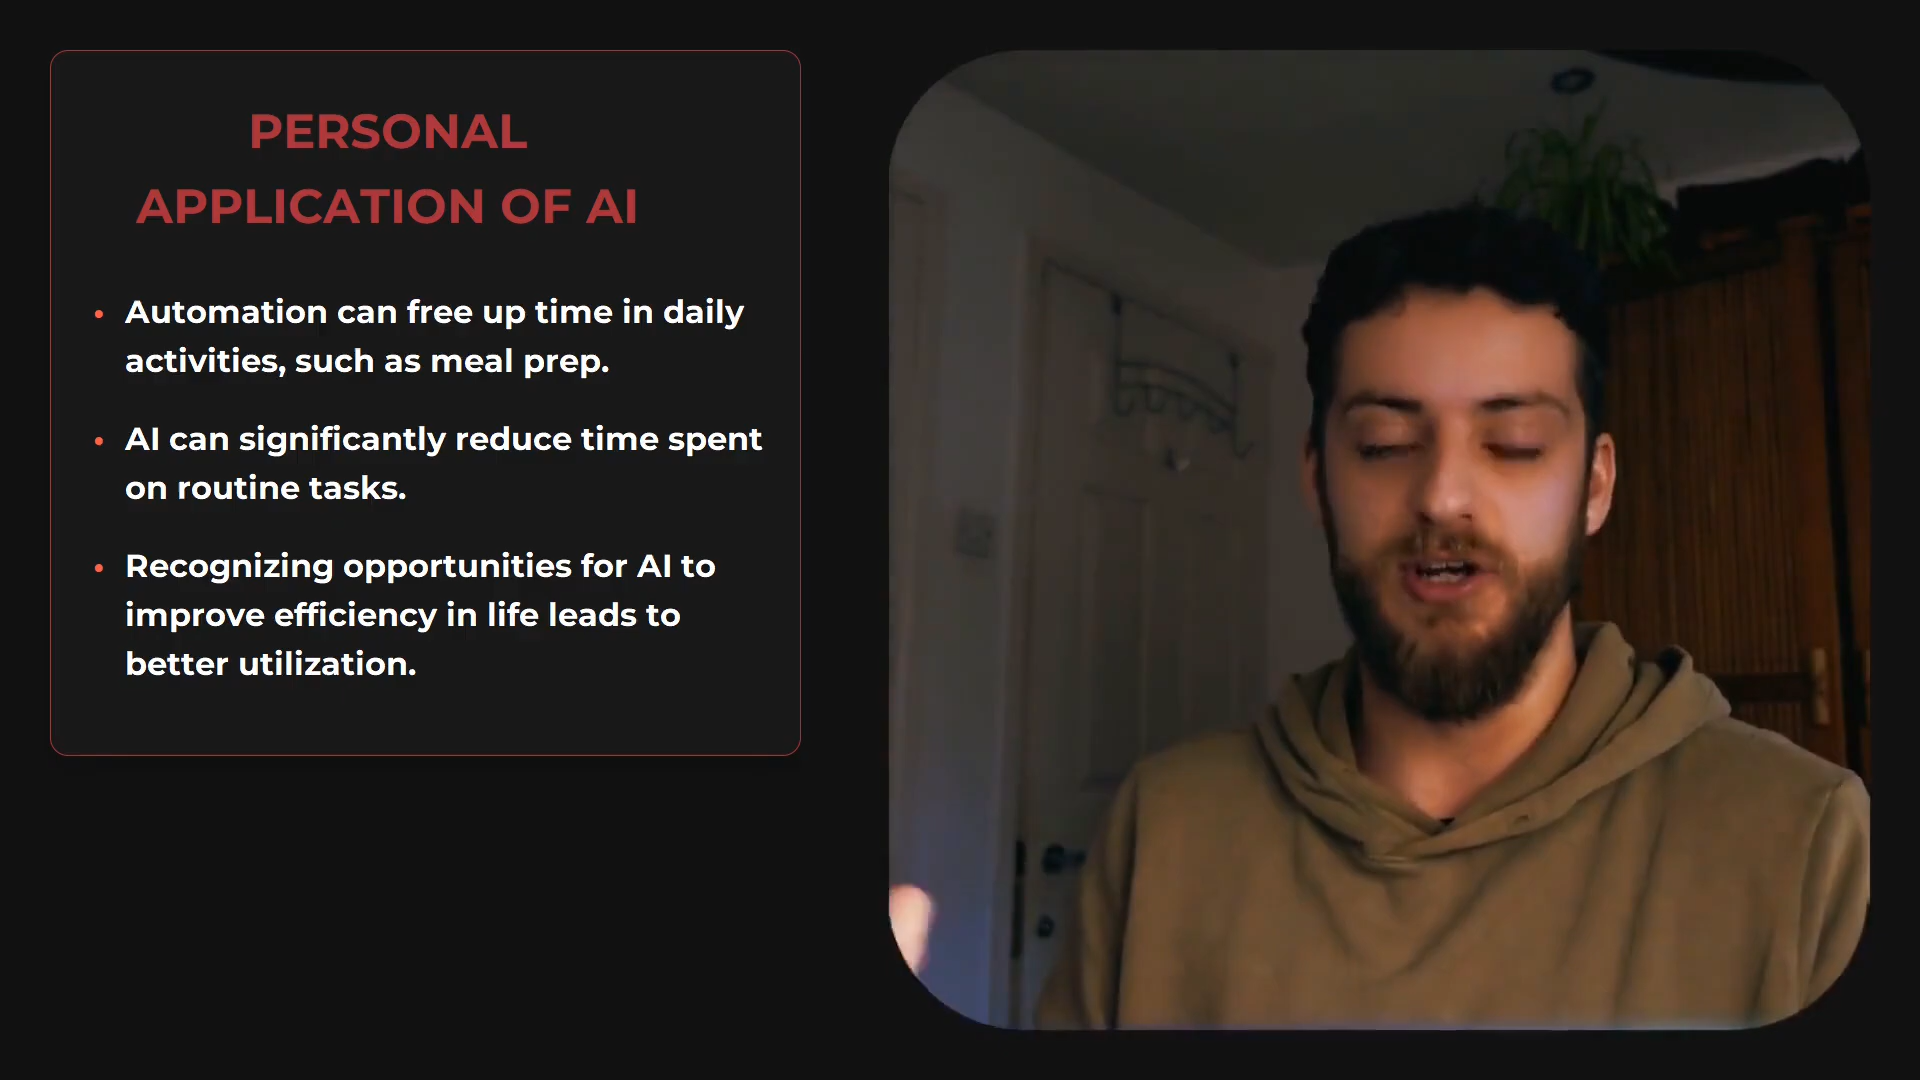 PERSONAL
APPLICATION OF AI
• Automation can free up time in daily
activities, such as meal prep.
• AI can significantly reduce time spent
on routine tasks.
• Recognizing opportunities for AI to
improve efficiency in life leads to
better utilization.